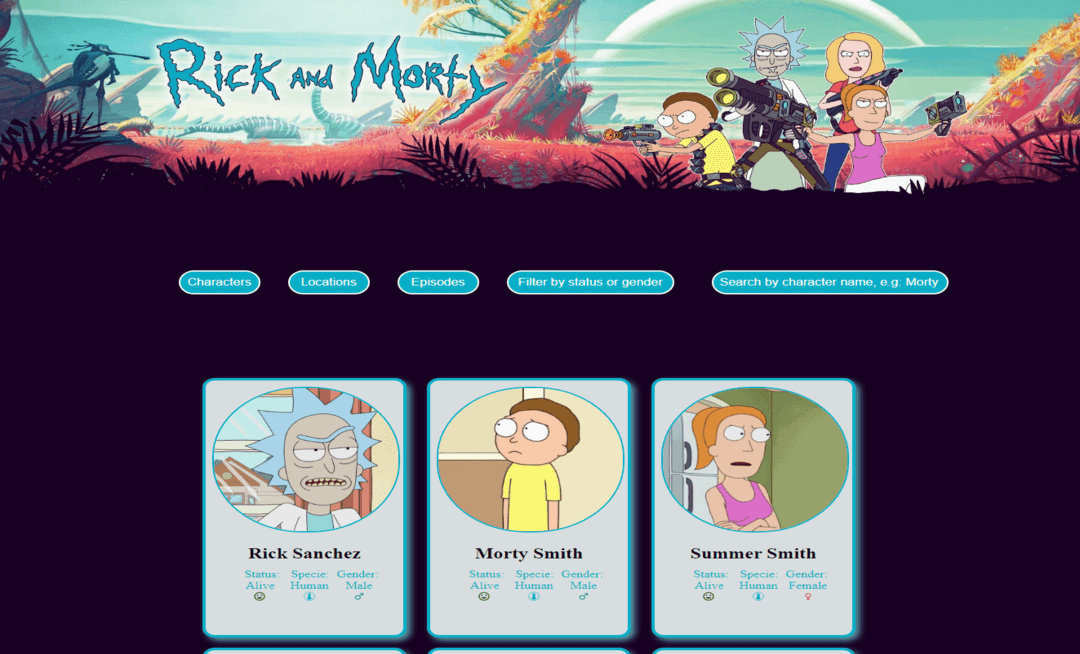 Rick and Morty
Characters
Locations
Episodes
Filter by status or gender
Search by character name, e.g: Morty
Rick Sanchez
Status: Specie: Gender:
Alive Human Male
Morty Smith
Status: Specie: Gender:
Alive Human Male
Summer Smith
Status: Specie: Gender:
Alive Human Female